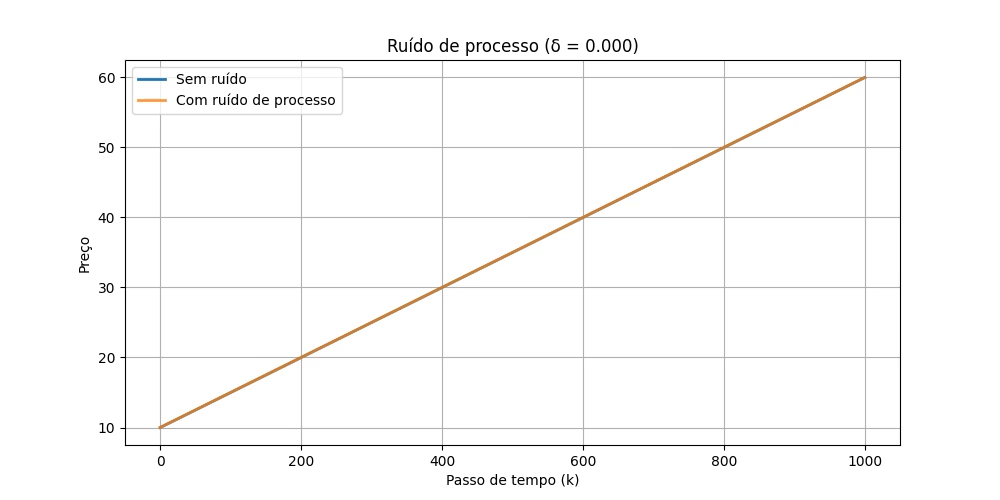 Ruído de processo (δ = 0.000)
Sem ruído
Com ruído de processo
Preço
60
50
40
30
20
10
0 200 400 600 800 1000
Passo de tempo (k)